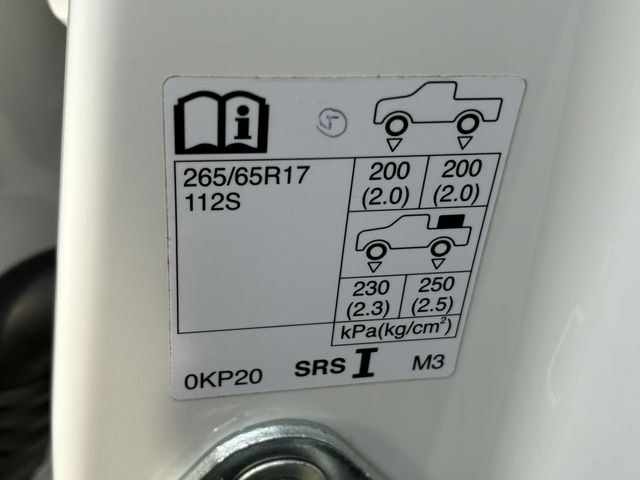 265/65R17
112S
200 200
(2.0) (2.0)
230 250
(2.3) (2.5)
kPa(kg/cm²)
0KP20 SRS I M3